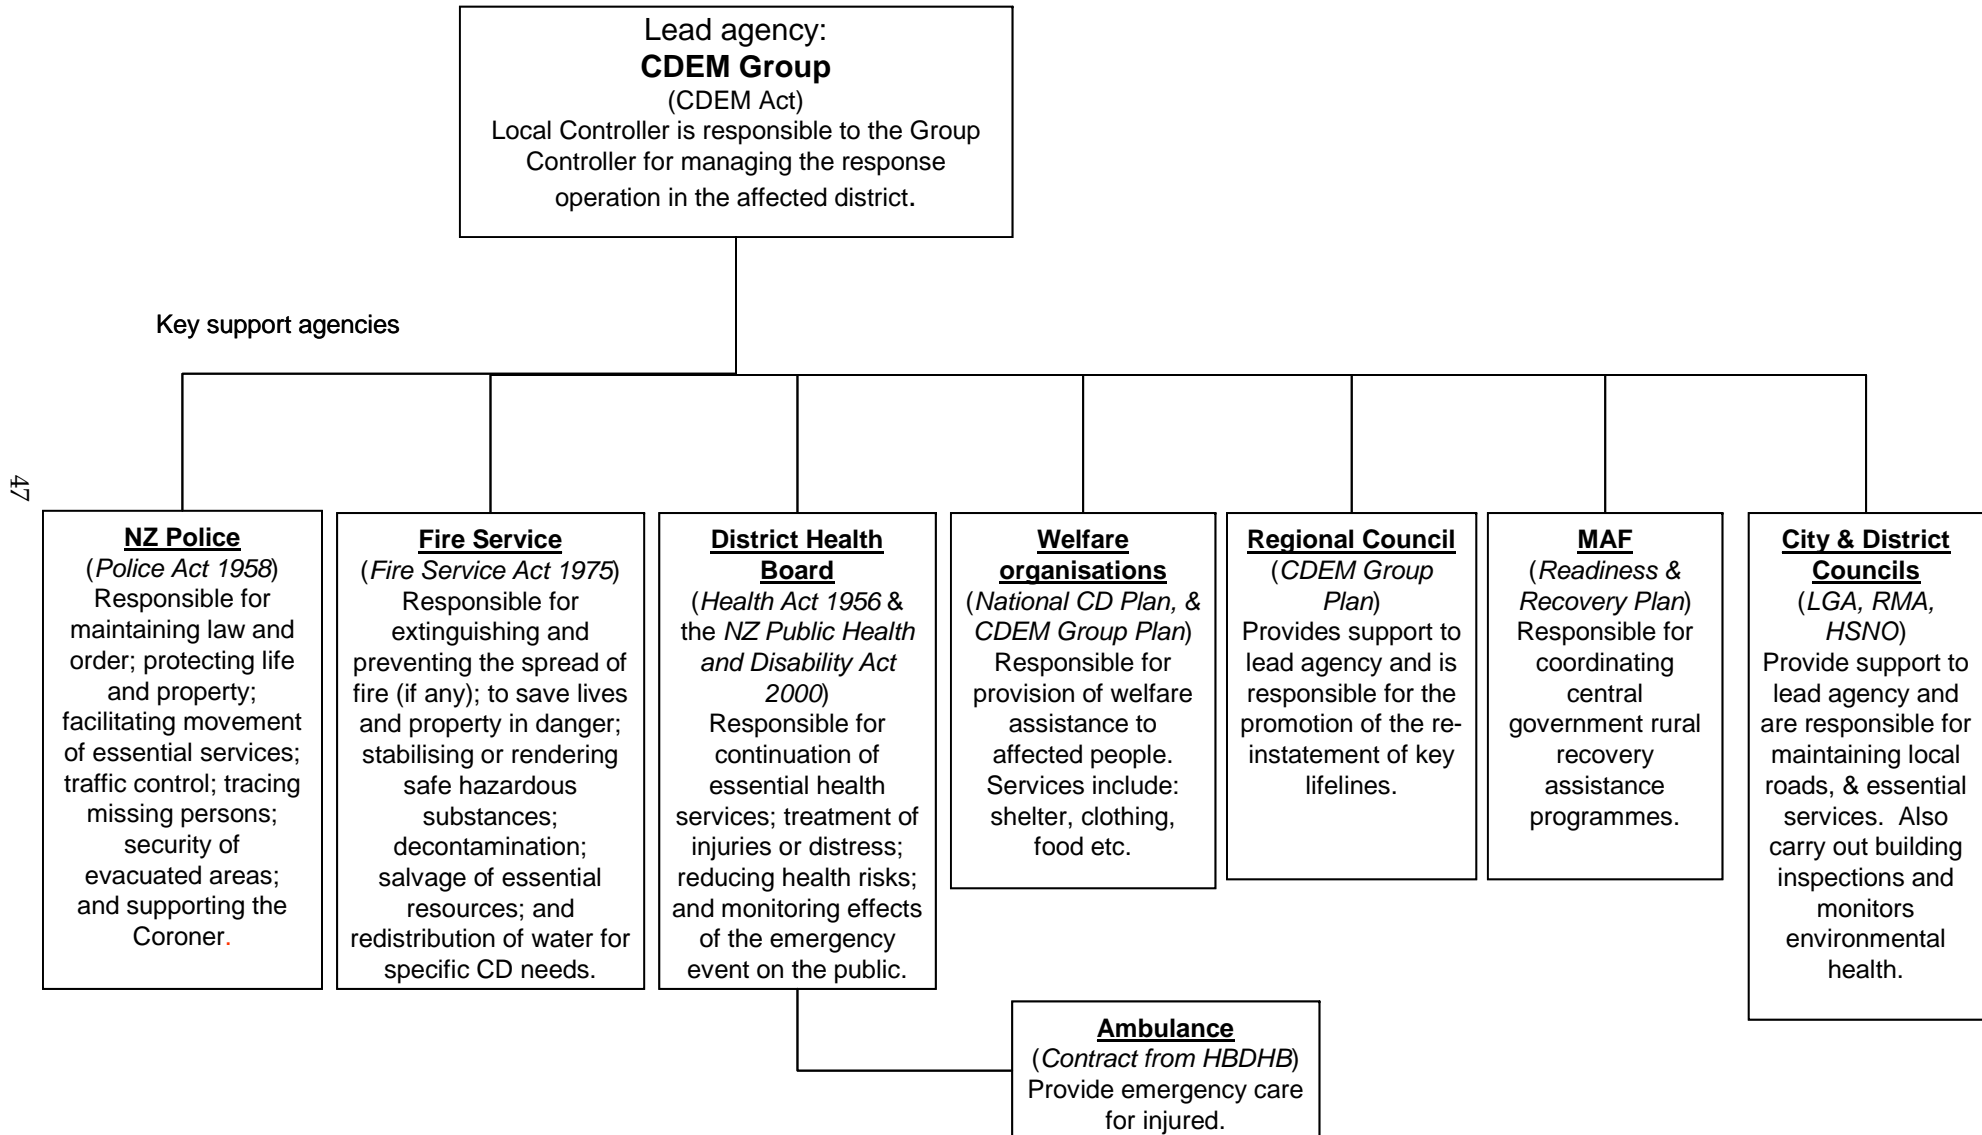 Lead agency:
CDEM Group
(CDEM Act)
Local Controller is responsible to the Group
Controller for managing the response
operation in the affected district.
Key support agencies
47
NZ Police
(Police Act 1958)
Responsible for
maintaining law and
order; protecting life
and property;
facilitating movement
of essential services;
traffic control; tracing
missing persons;
security of
evacuated areas;
and supporting the
Coroner.
Fire Service
(Fire Service Act 1975)
Responsible for
extinguishing and
preventing the spread of
fire (if any); to save lives
and property in danger;
stabilising or rendering
safe hazardous
substances;
decontamination;
salvage of essential
resources; and
redistribution of water for
specific CD needs.
District Health
Board
(Health Act 1956 &
the NZ Public Health
and Disability Act
2000)
Responsible for
continuation of
essential health
services; treatment of
injuries or distress;
reducing health risks;
and monitoring effects
of the emergency
event on the public.
Welfare
organisations
(National CD Plan, &
CDEM Group Plan)
Responsible for
provision of welfare
assistance to
affected people.
Services include:
shelter, clothing,
food etc.
Regional Council
(CDEM Group
Plan)
Provides support to
lead agency and is
responsible for the
promotion of the re-
instatement of key
lifelines.
MAF
(Readiness &
Recovery Plan)
Responsible for
coordinating
central
government rural
recovery
assistance
programmes.
City & District
Councils
(LGA, RMA,
HSNO)
Provide support to
lead agency and
are responsible for
maintaining local
roads, & essential
services. Also
carry out building
inspections and
monitors
environmental
health.
Ambulance
(Contract from HBDHB)
Provide emergency care
for injured.